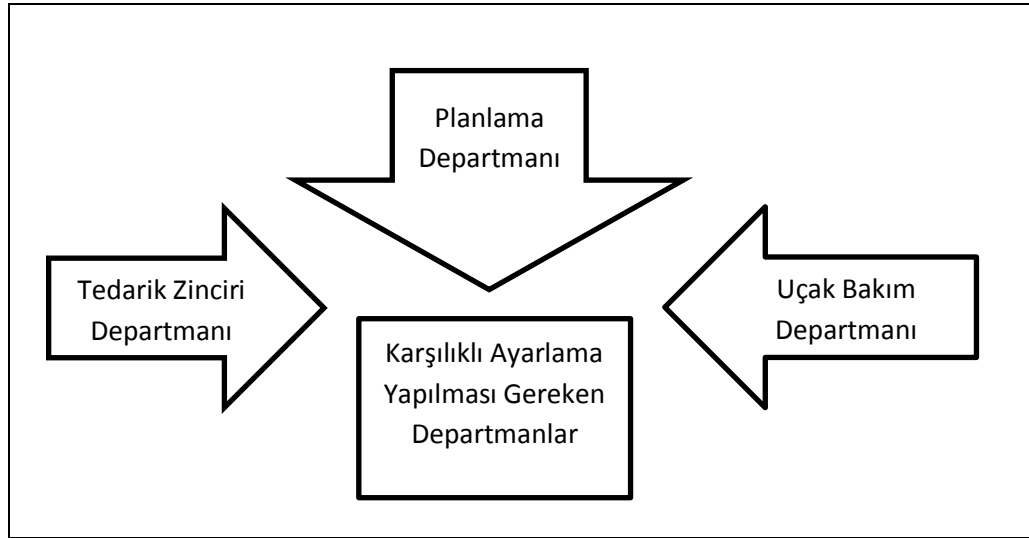 Planlama
Departmanı
Tedarik Zinciri
Departmanı
Uçak Bakım
Departmanı
Karşılıklı Ayarlama
Yapılması Gereken
Departmanlar